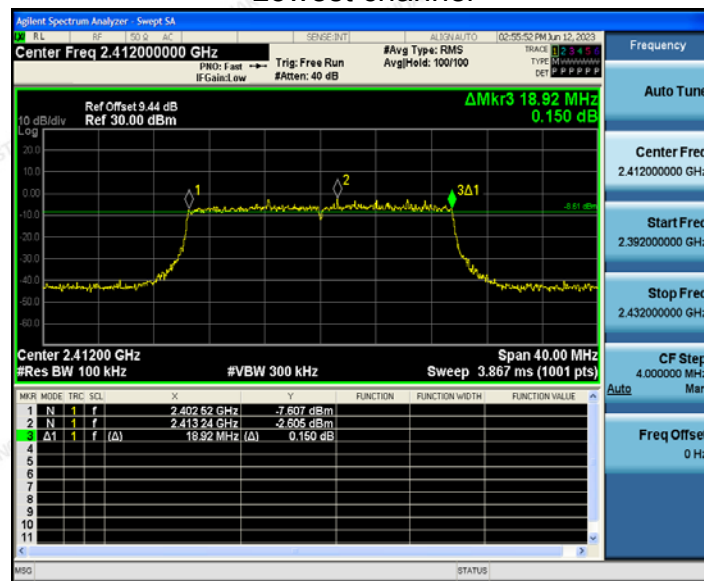 Lowest channel
Agilent Spectrum Analyzer - Swept SA
RL RF 50 Ω AC SENSE:INT ALIGNAUTO 02:55:52 PM Jun 12, 2023
Center Freq 2.412000000 GHz
PNO: Fast
IFGain:Low
Trig: Free Run
#Atten: 40 dB
#Avg Type: RMS
Avg|Hold: 100/100
TRACE 1 2 3 4 5 6
TYPE MWWWWW
DET P P P P P P
ΔMkr3 18.92 MHz
0.150 dB
Ref Offset 9.44 dB
10 dB/div Ref 30.00 dBm
Log
20.0
10.0
0.00
-10.0
-20.0
-30.0
-40.0
-50.0
-60.0
1
2
3Δ1
-8.61 dBm
Center 2.41200 GHz Span 40.00 MHz
#Res BW 100 kHz #VBW 300 kHz Sweep 3.867 ms (1001 pts)
MKR MODE TRC SCL X Y FUNCTION FUNCTION WIDTH FUNCTION VALUE
1 N 1 f 2.402 52 GHz -7.607 dBm
2 N 1 f 2.413 24 GHz -2.605 dBm
3 Δ1 1 f (Δ) 18.92 MHz (Δ) 0.150 dB
4
5
6
7
8
9
10
11
MSG STATUS
Frequency
Auto Tune
Center Freq
2.412000000 GHz
Start Freq
2.392000000 GHz
Stop Freq
2.432000000 GHz
CF Step
4.000000 MHz
Auto Man
Freq Offset
0 Hz